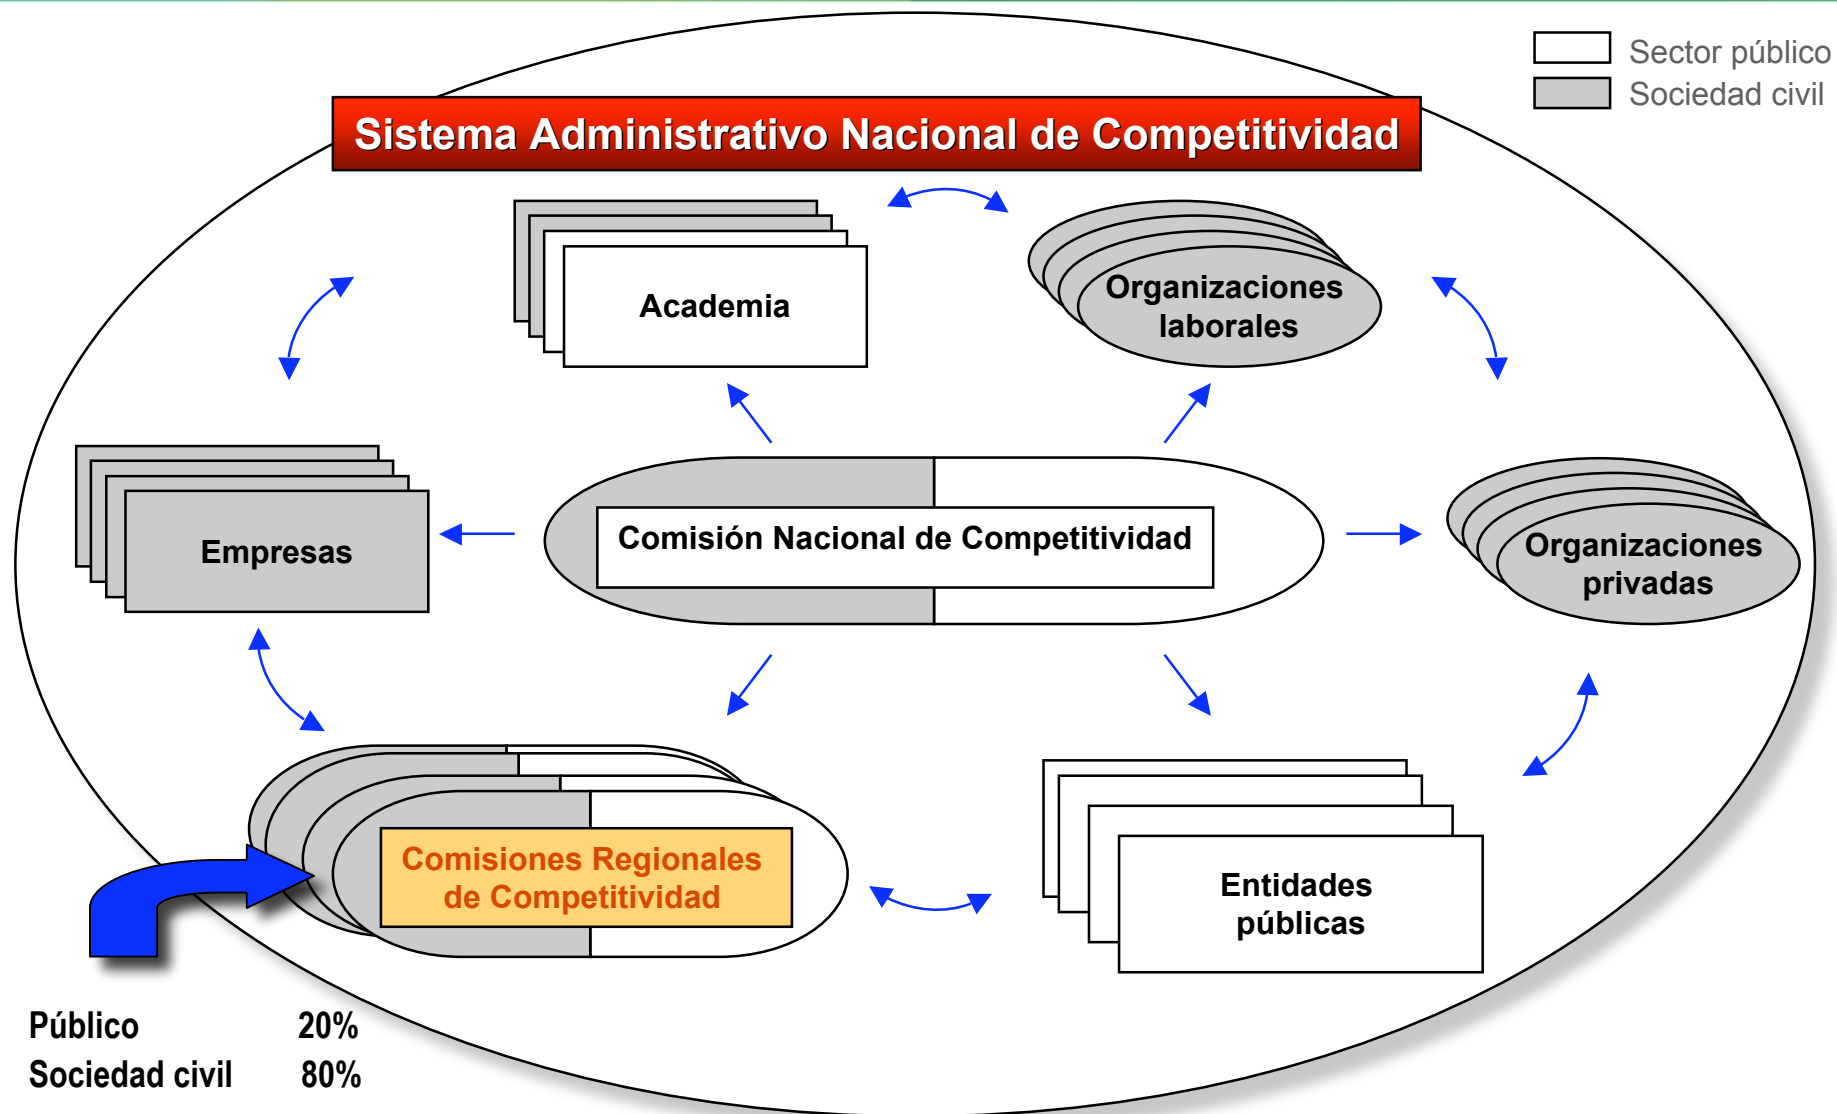 Sector público
Sociedad civil
Sistema Administrativo Nacional de Competitividad
Academia
Organizaciones
laborales
Empresas
Comisión Nacional de Competitividad
Organizaciones
privadas
Comisiones Regionales
de Competitividad
Entidades
públicas
Público 20%
Sociedad civil 80%